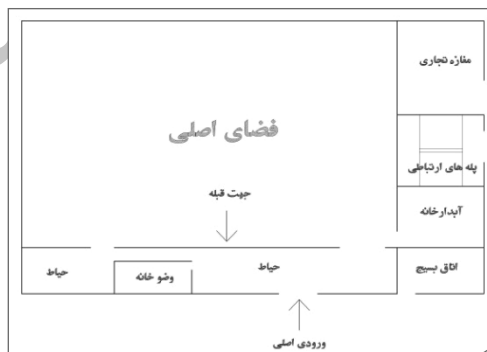 مغازه تجاری
فضای اصلی
پله های ارتباطی
جهت قبله
آبدارخانه
حیاط
وضو خانه
حیاط
اتاق بسیج
ورودی اصلی